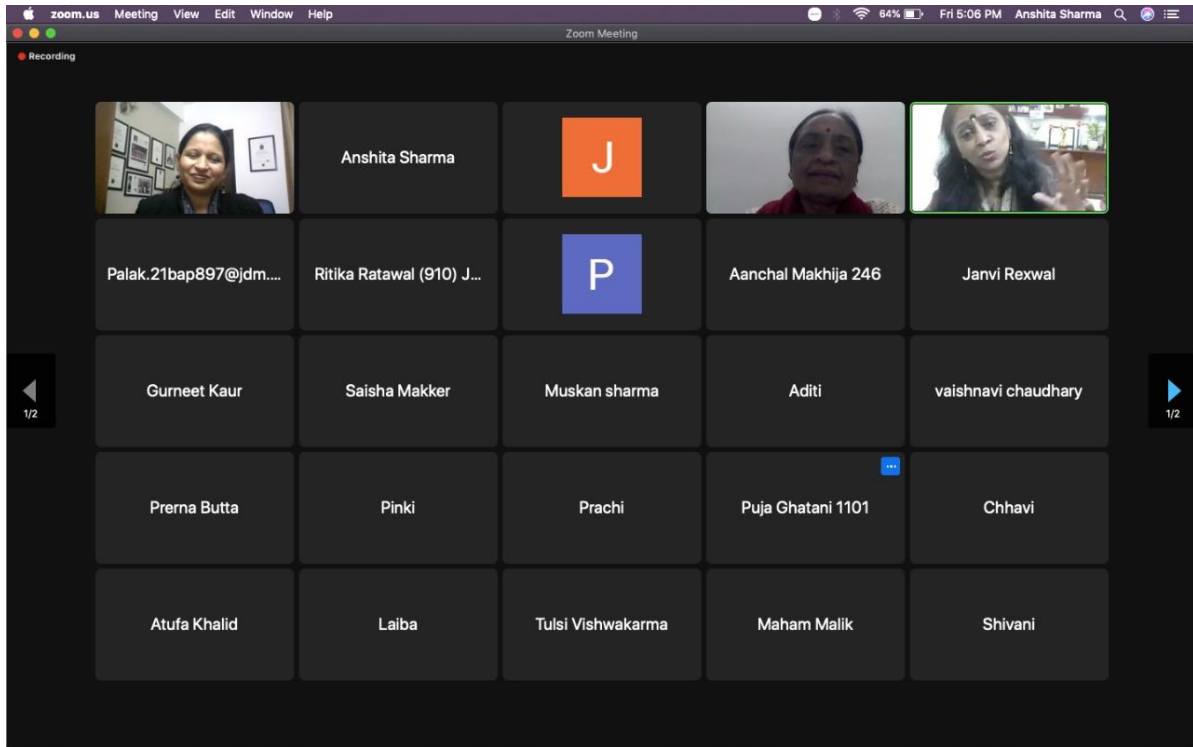 zoom.us Meeting View Edit Window Help 64% Fri 5:06 PM Anshita Sharma
Zoom Meeting
Recording
Anshita Sharma
J
Palak.21bap897@jdm....
Ritika Ratawal (910) J...
P
Aanchal Makhija 246
Janvi Rexwal
Gurneet Kaur
Saisha Makker
Muskan sharma
Aditi
vaishnavi chaudhary
1/2
1/2
Prerna Butta
Pinki
Prachi
Puja Ghatani 1101
Chhavi
Atufa Khalid
Laiba
Tulsi Vishwakarma
Maham Malik
Shivani